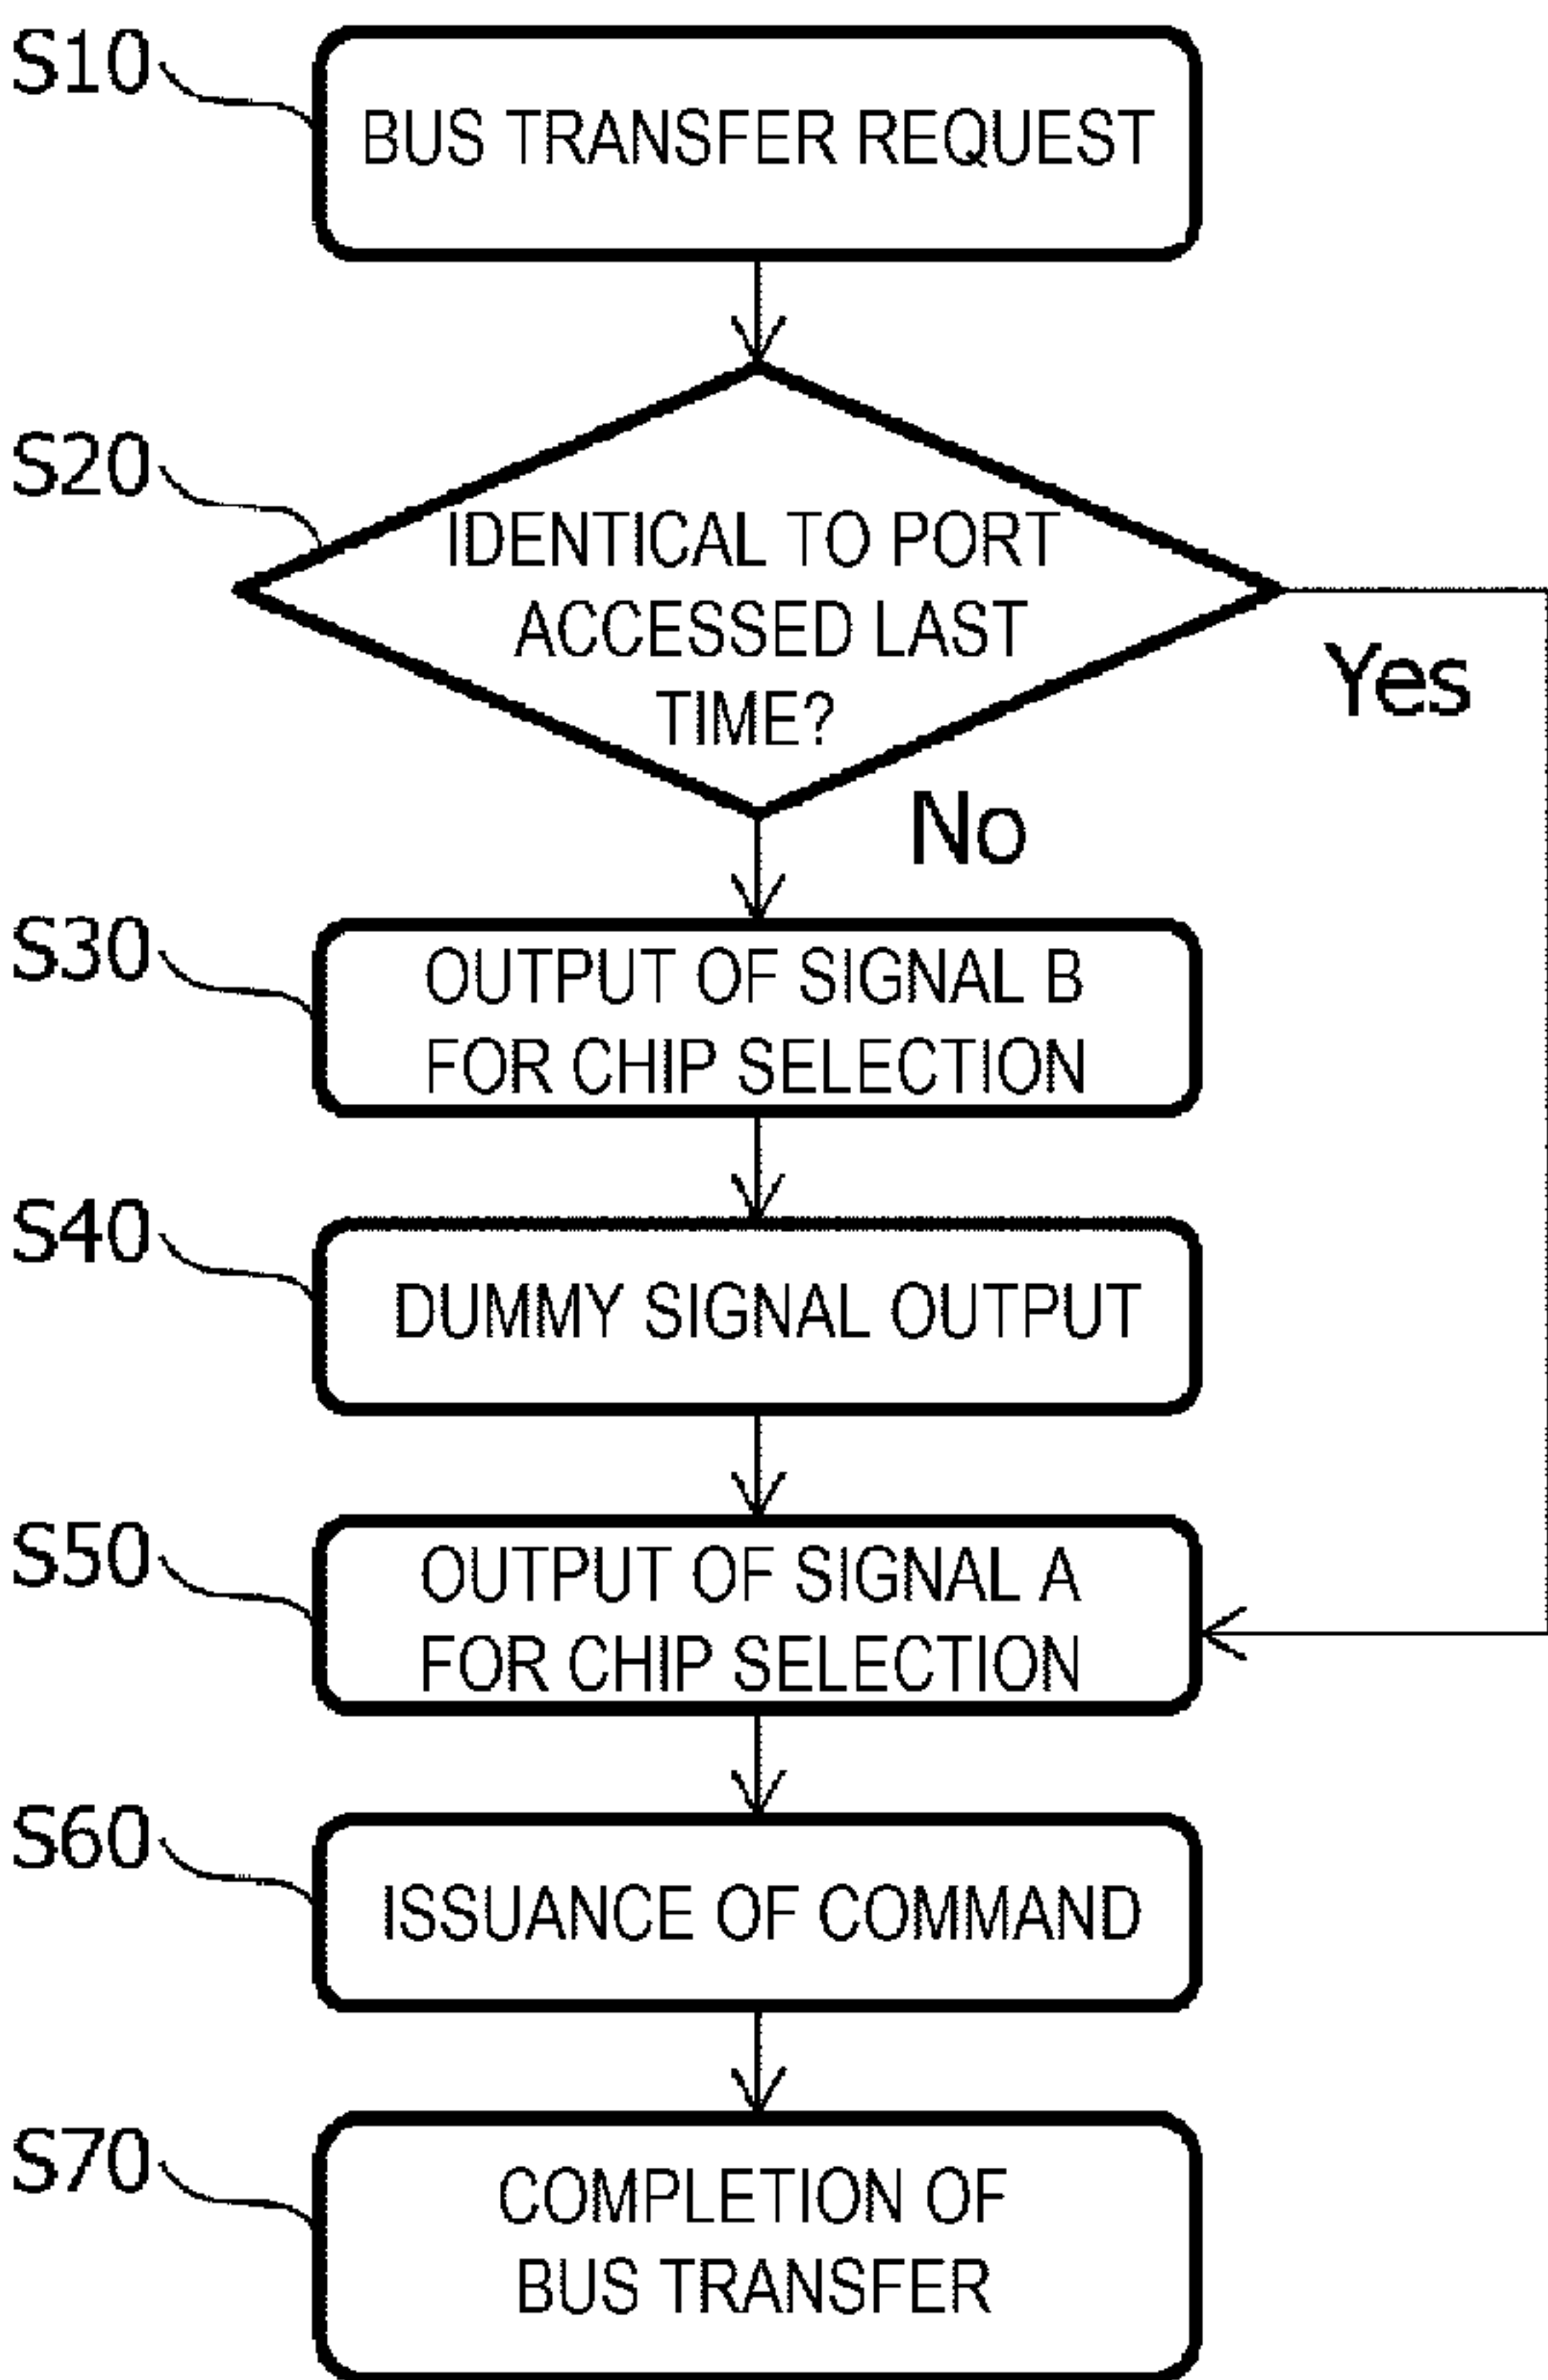 S10
BUS TRANSFER REQUEST
S20
IDENTICAL TO PORT
ACCESSED LAST
TIME?
Yes
No
S30
OUTPUT OF SIGNAL B
FOR CHIP SELECTION
S40
DUMMY SIGNAL OUTPUT
S50
OUTPUT OF SIGNAL A
FOR CHIP SELECTION
S60
ISSUANCE OF COMMAND
S70
COMPLETION OF
BUS TRANSFER